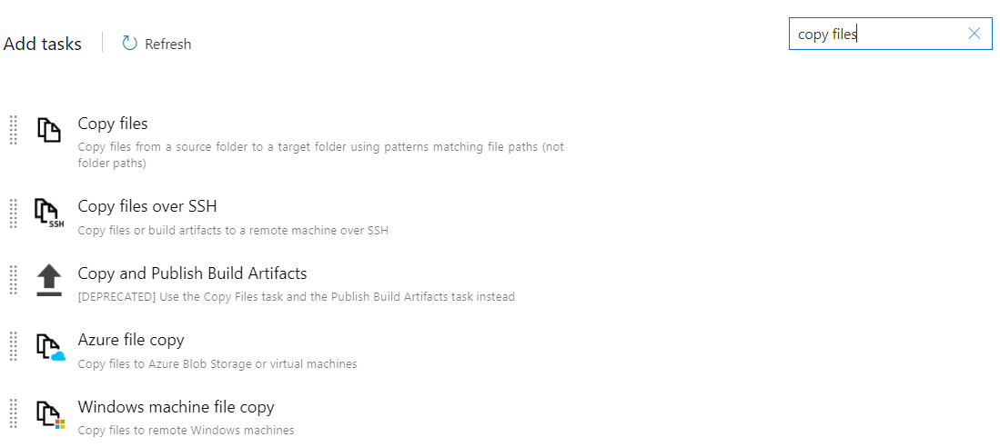 Add tasks
Refresh
copy files
Copy files
Copy files from a source folder to a target folder using patterns matching file paths (not
folder paths)
Copy files over SSH
SSH
Copy files or build artifacts to a remote machine over SSH
Copy and Publish Build Artifacts
[DEPRECATED] Use the Copy Files task and the Publish Build Artifacts task instead
Azure file copy
Copy files to Azure Blob Storage or virtual machines
Windows machine file copy
Copy files to remote Windows machines